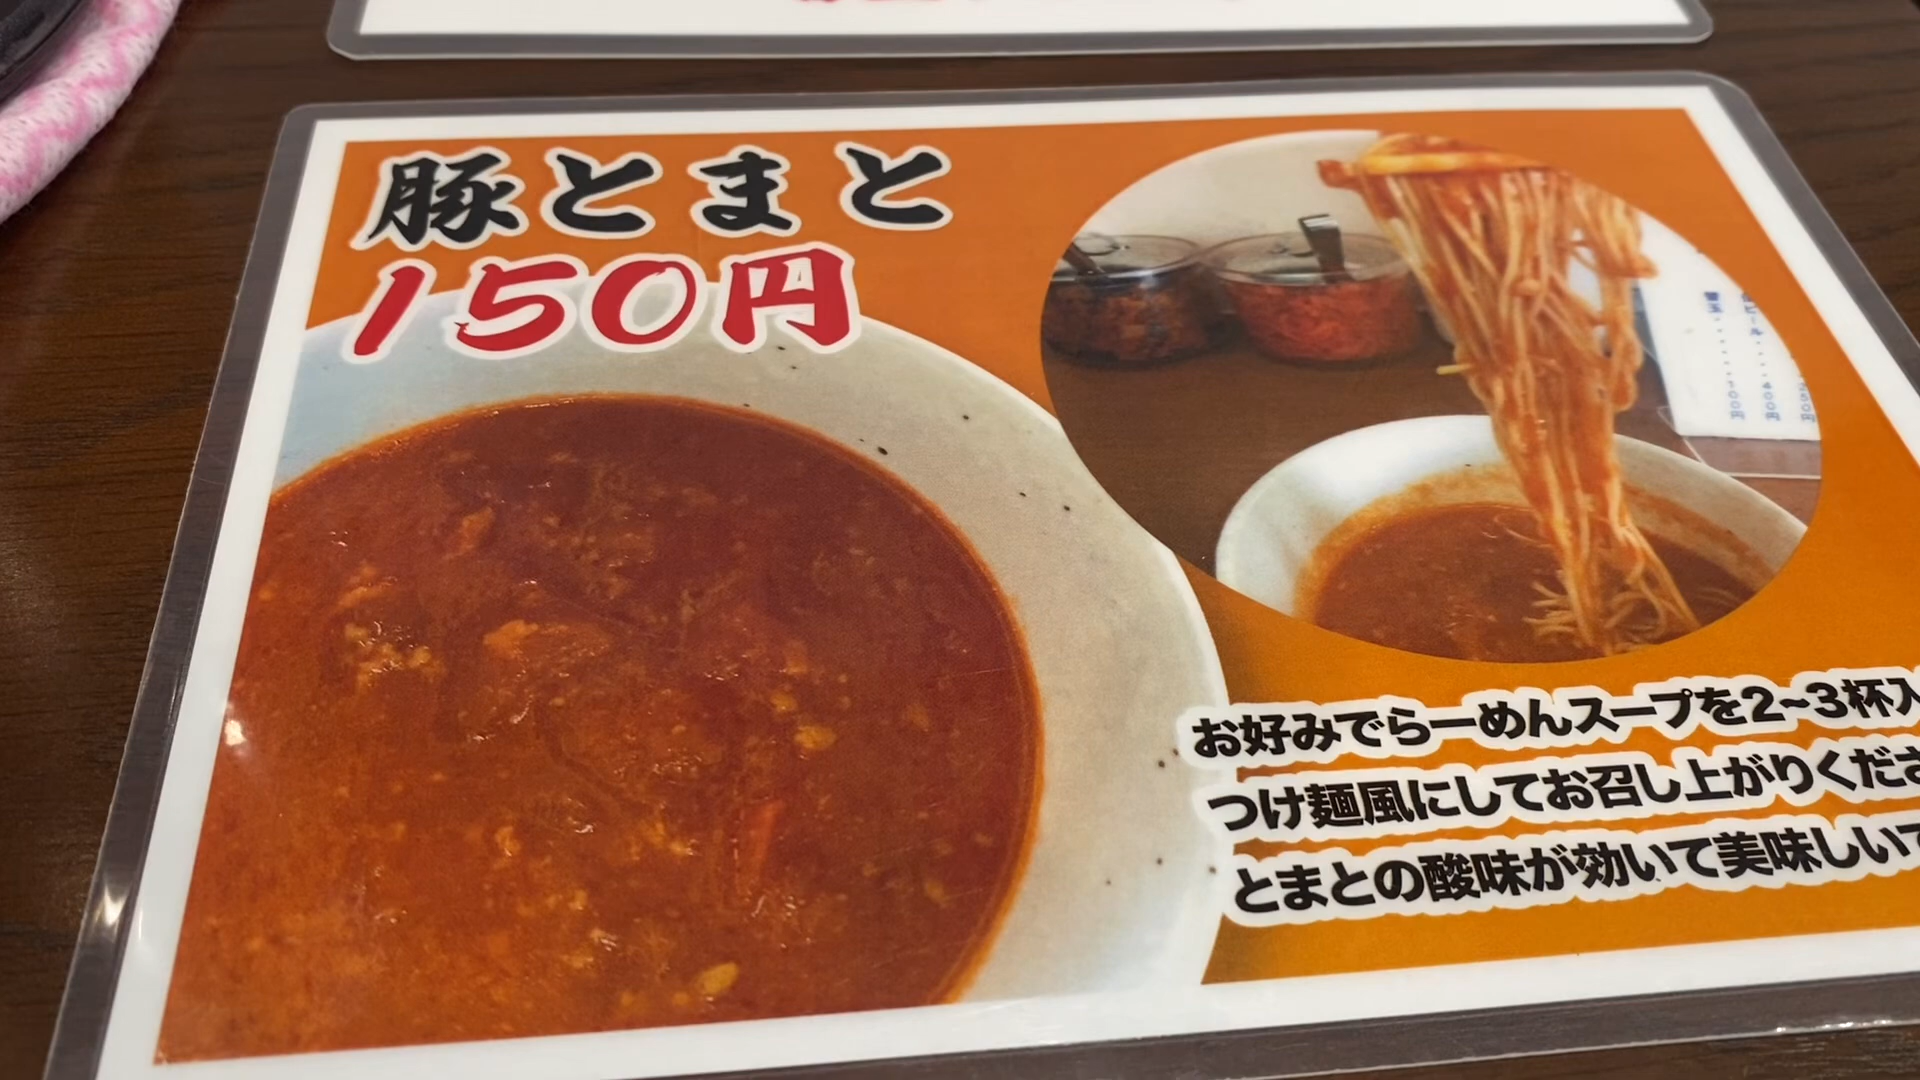 豚とまと
150円
お好みでらーめんスープを2~3杯入
つけ麺風にしてお召し上がりくださ
とまとの酸味が効いて美味しいで